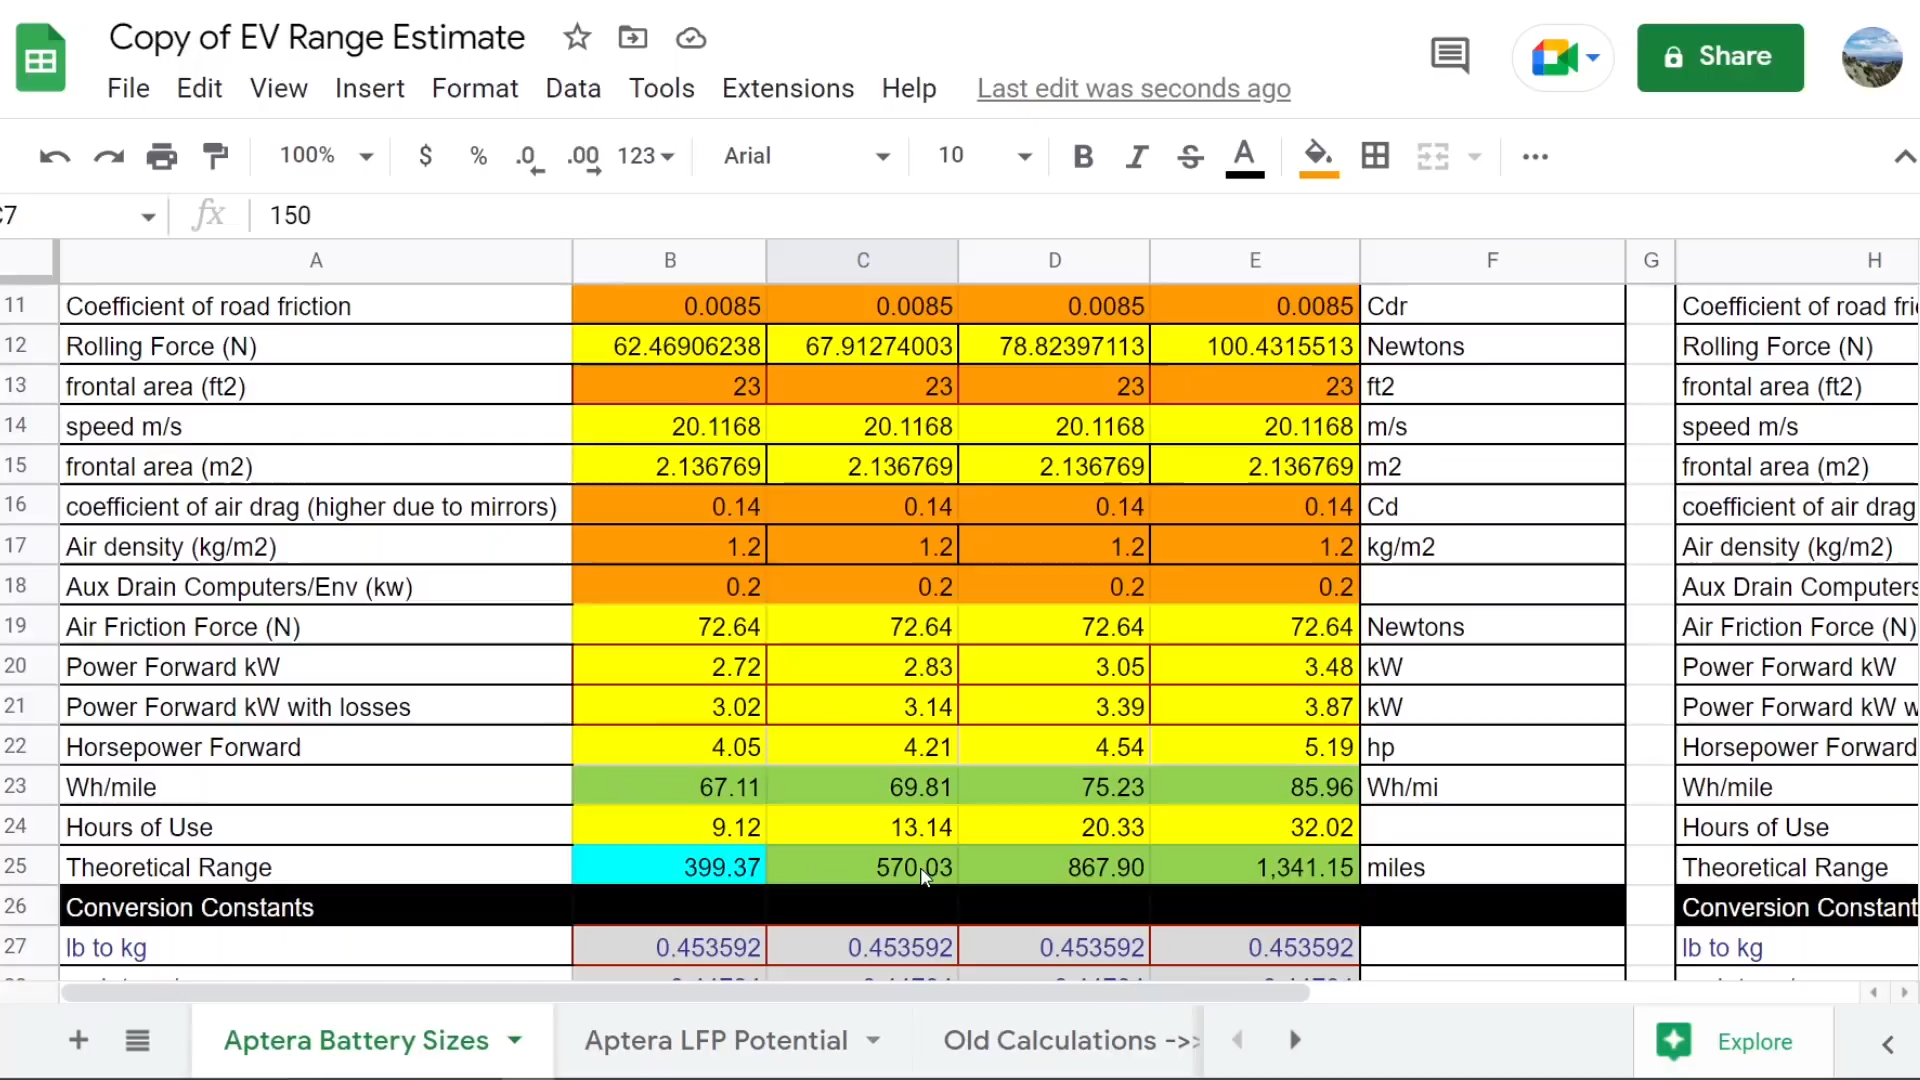 Copy of EV Range Estimate
Share
File Edit View Insert Format Data Tools Extensions Help Last edit was seconds ago
100% $ % .0 .00 123 Arial 10 B I S A
fx 150
A B C D E F G H
11 Coefficient of road friction 0.0085 0.0085 0.0085 0.0085 Cdr
12 Rolling Force (N) 62.46906238 67.91274003 78.82397113 100.4315513 Newtons Rolling Force (N)
13 frontal area (ft2) 23 23 23 23 ft2 frontal area (ft2)
14 speed m/s 20.1168 20.1168 20.1168 20.1168 m/s speed m/s
15 frontal area (m2) 2.136769 2.136769 2.136769 2.136769 m2 frontal area (m2)
16 coefficient of air drag (higher due to mirrors) 0.14 0.14 0.14 0.14 Cd coefficient of air drag
17 Air density (kg/m2) 1.2 1.2 1.2 1.2 kg/m2 Air density (kg/m2)
18 Aux Drain Computers/Env (kw) 0.2 0.2 0.2 0.2 Aux Drain Computers
19 Air Friction Force (N) 72.64 72.64 72.64 72.64 Newtons Air Friction Force (N)
20 Power Forward kW 2.72 2.83 3.05 3.48 kW Power Forward kW
21 Power Forward kW with losses 3.02 3.14 3.39 3.87 kW Power Forward kW w
22 Horsepower Forward 4.05 4.21 4.54 5.19 hp Horsepower Forward
23 Wh/mile 67.11 69.81 75.23 85.96 Wh/mi Wh/mile
24 Hours of Use 9.12 13.14 20.33 32.02 Hours of Use
25 Theoretical Range 399.37 570.03 867.90 1,341.15 miles Theoretical Range
26 Conversion Constants Conversion Constant
27 lb to kg 0.453592 0.453592 0.453592 0.453592 lb to kg
Aptera Battery Sizes Aptera LFP Potential Old Calculations -> Explore